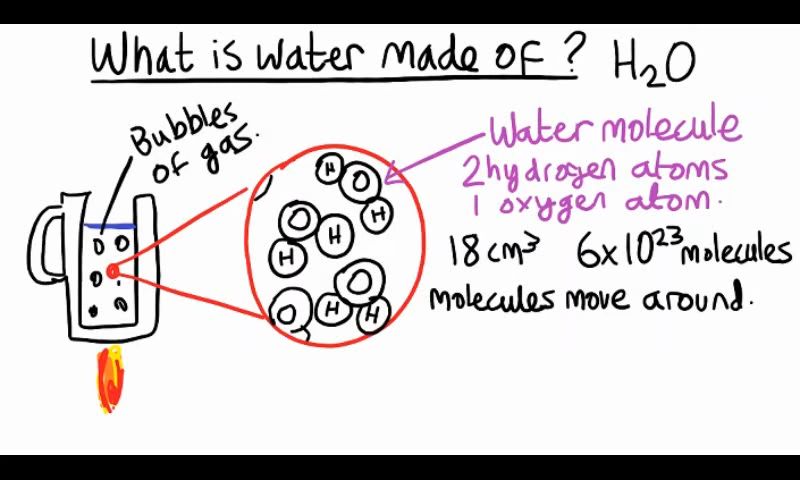 What is water made of? H₂O
Bubbles
of gas.
Water molecule
2 hydrogen atoms
1 oxygen atom.
18 cm³ 6x10²³ molecules
molecules move around.
H O
H
O H
H
O
O H H